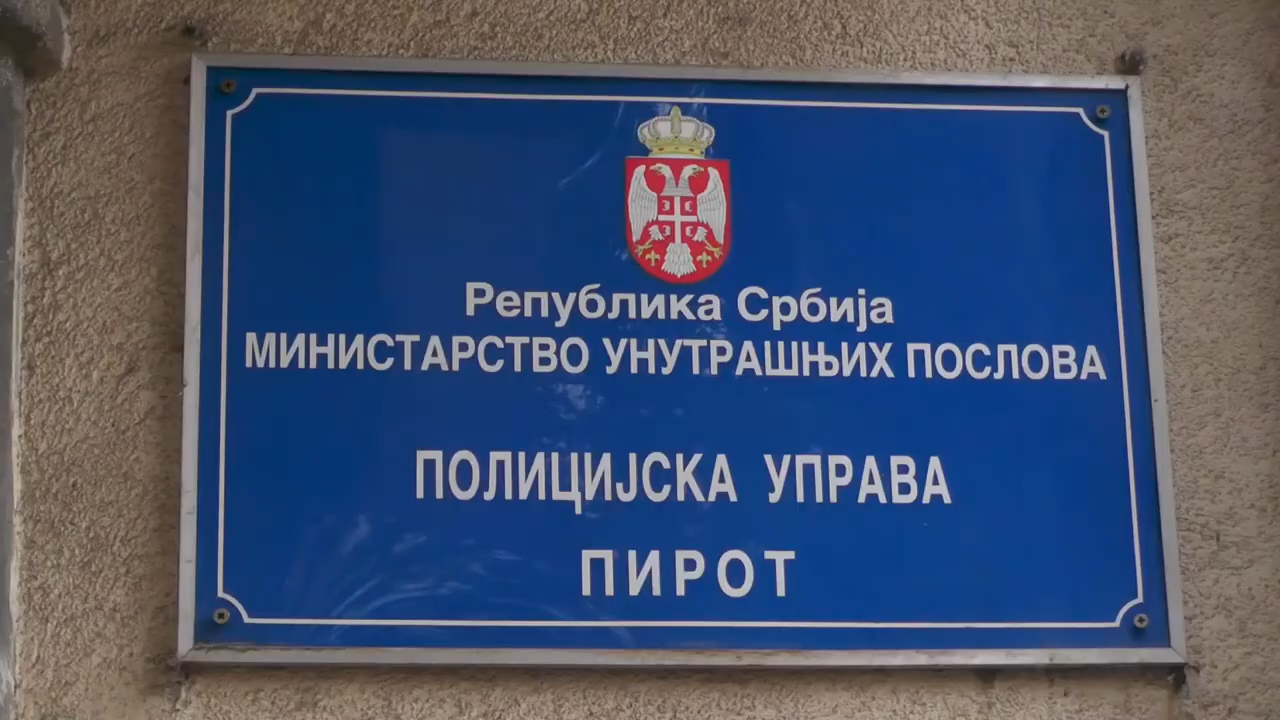 Република Србија
МИНИСТАРСТВО УНУТРАШЊИХ ПОСЛОВА
ПОЛИЦИЈСКА УПРАВА
ПИРОТ